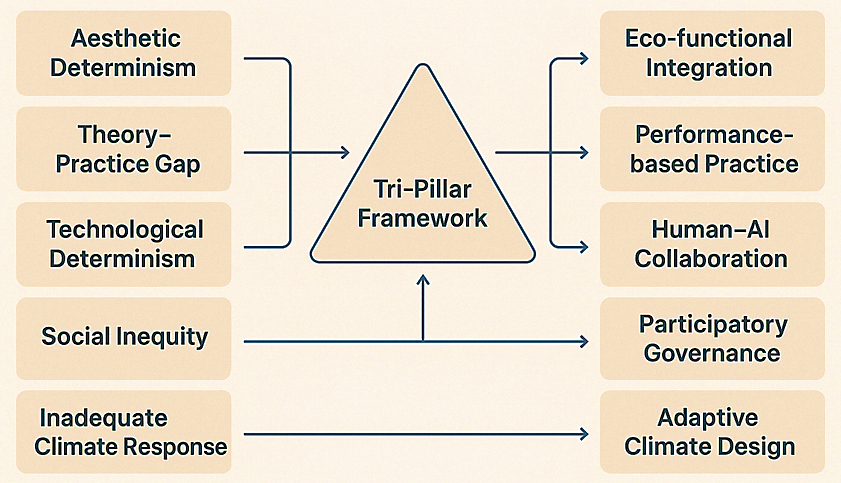 Aesthetic
Determinism
Theory–
Practice Gap
Technological
Determinism
Social Inequity
Inadequate
Climate Response
Tri-Pillar
Framework
Eco-functional
Integration
Performance-
based Practice
Human–AI
Collaboration
Participatory
Governance
Adaptive
Climate Design